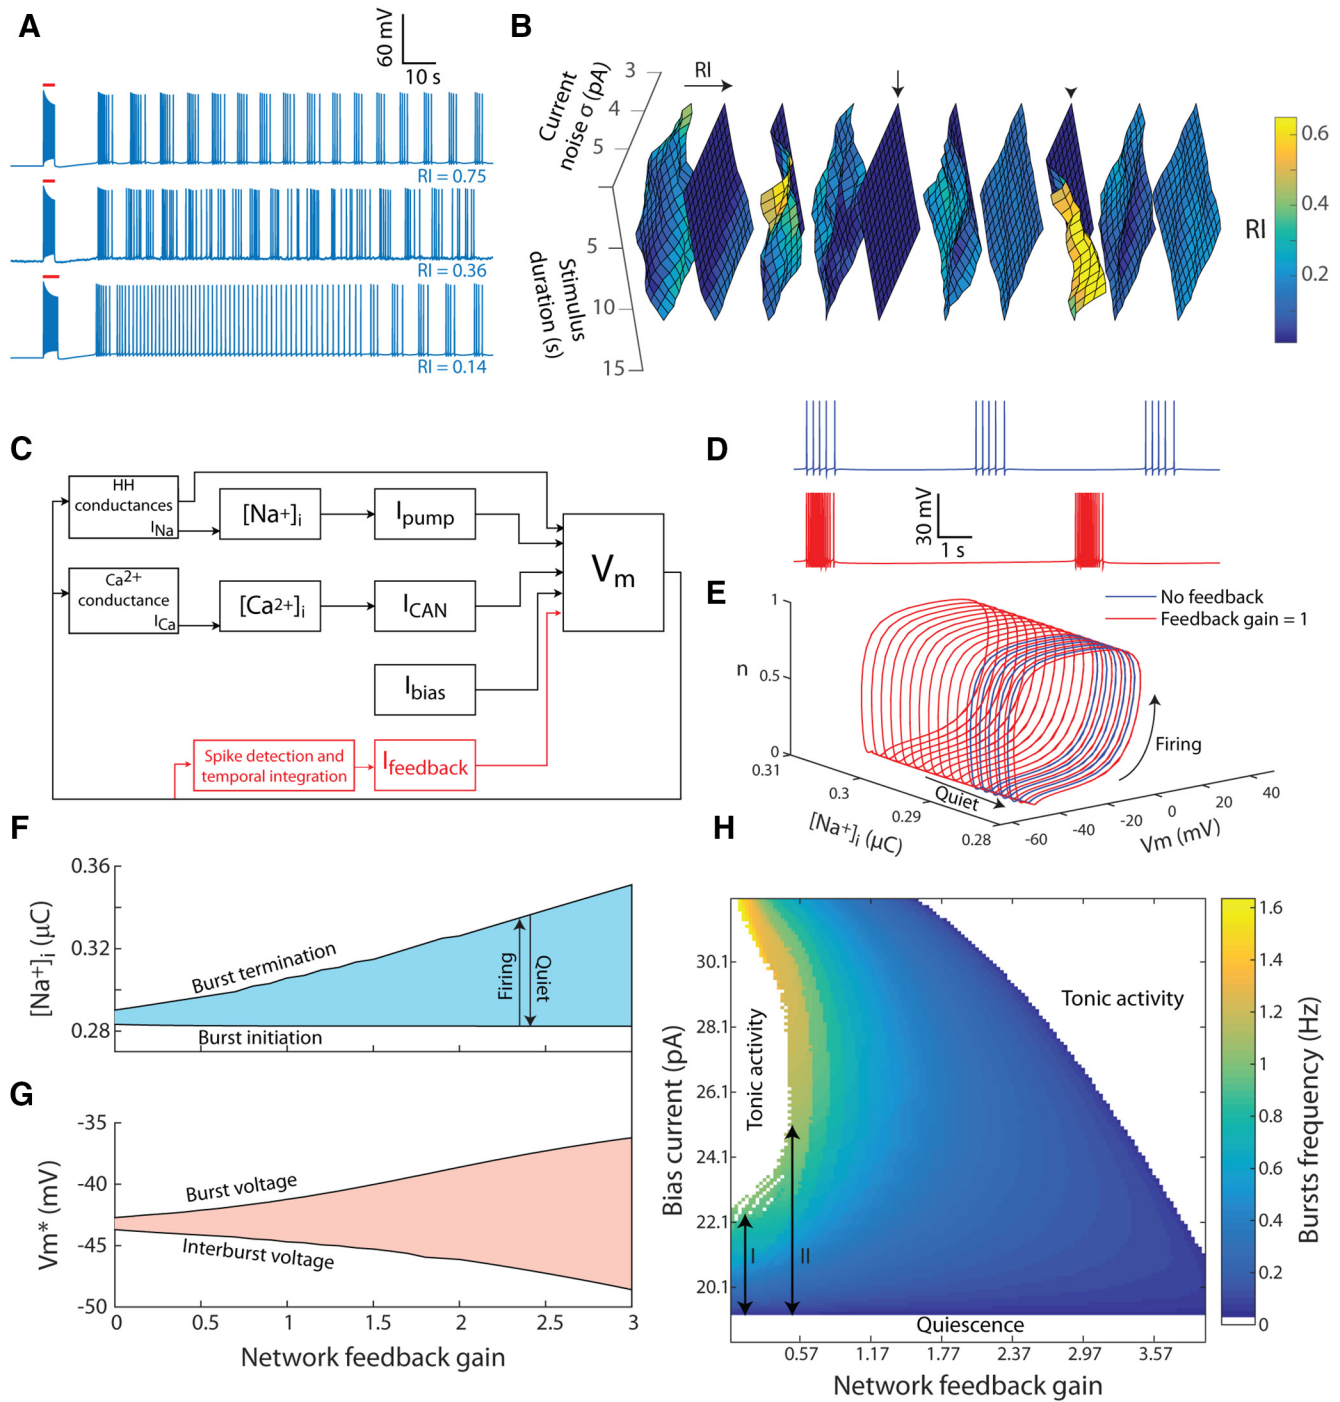 A
60 mV
10 s
RI = 0.75
RI = 0.36
RI = 0.14
B
Current
noise σ (pA)
3
4
5
RI
5
10
15
Stimulus
duration (s)
RI
0.6
0.4
0.2
C
HH
conductances
INa
[Na+]i
Ipump
Ca2+
conductance
ICa
[Ca2+]i
ICAN
Ibias
Vm
Spike detection and
temporal integration
Ifeedback
D
30 mV
1 s
E
No feedback
Feedback gain = 1
n
1
0.5
0
0.31
0.3
0.29
0.28
[Na+]i (µC)
Quiet
Firing
-60
-40
-20
0
20
40
Vm (mV)
F
[Na+]i (µC)
0.36
0.32
0.28
Burst termination
Firing
Quiet
Burst initiation
G
Vm* (mV)
-35
-40
-45
-50
Burst voltage
Interburst voltage
0
0.5
1
1.5
2
2.5
3
Network feedback gain
H
Bias current (pA)
30.1
28.1
26.1
24.1
22.1
20.1
Tonic activity
Tonic activity
I
II
Quiescence
0.57
1.17
1.77
2.37
2.97
3.57
Network feedback gain
1.6
1.4
1.2
1
0.8
0.6
0.4
0.2
0
Bursts frequency (Hz)